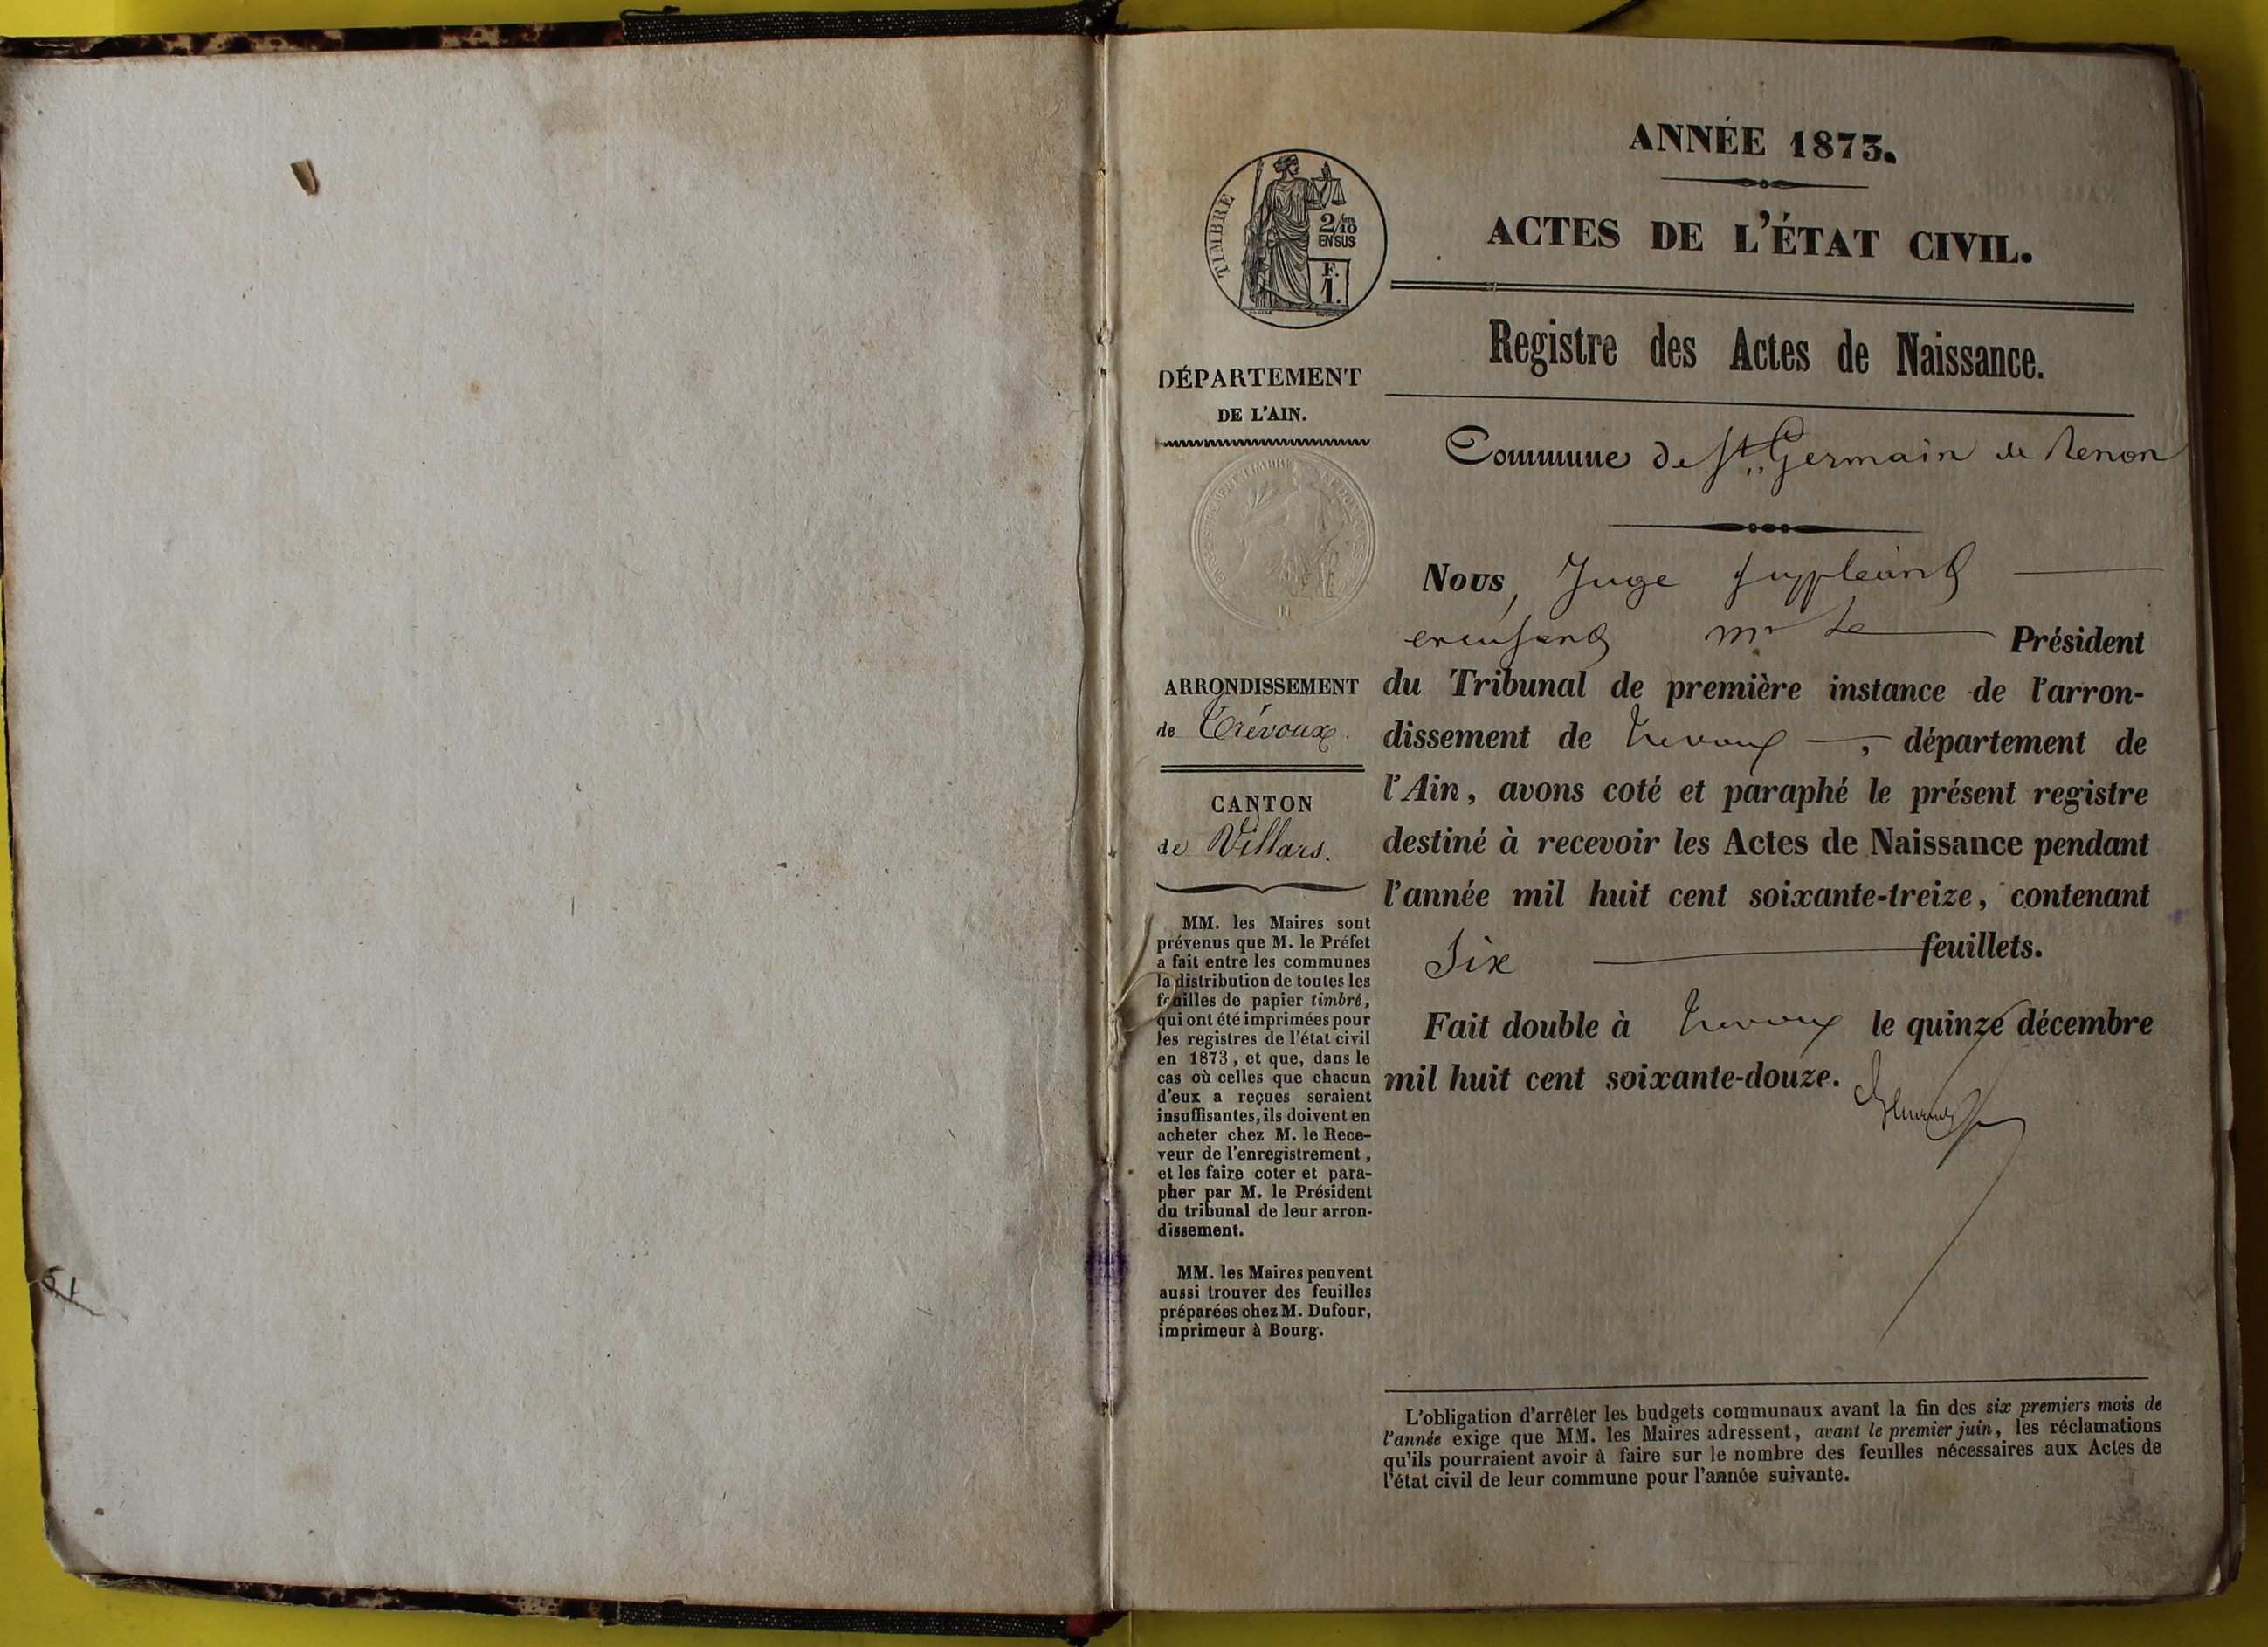 51
ANNÉE 1873.
ACTES DE L'ÉTAT CIVIL.
Registre des Actes de Naissance.
TIMBRE
2/10
EN SUS
F.
1.
DÉPARTEMENT
DE L'AIN.
ARRONDISSEMENT
de Trévoux.
CANTON
de Villars.
MM. les Maires sont
prévenus que M. le Préfet
a fait entre les communes
la distribution de toutes les
feuilles de papier timbré,
qui ont été imprimées pour
les registres de l'état civil
en 1873, et que, dans le
cas où celles que chacun
d'eux a reçues seraient
insuffisantes, ils doivent en
acheter chez M. le Rece-
veur de l'enregistrement,
et les faire coter et para-
pher par M. le Président
du tribunal de leur arron-
dissement.
MM. les Maires peuvent
aussi trouver des feuilles
préparées chez M. Dufour,
imprimeur à Bourg.
Commune de St Germain de Renon
Nous, Juge suppléant
Mr Le Président
du Tribunal de première instance de l'arron-
dissement de Trevoux, département de
l'Ain, avons coté et paraphé le présent registre
destiné à recevoir les Actes de Naissance pendant
l'année mil huit cent soixante-treize, contenant
Six feuillets.
Fait double à Trevoux le quinze décembre
mil huit cent soixante-douze.
L'obligation d'arrêter les budgets communaux avant la fin des six premiers mois de
l'année exige que MM. les Maires adressent, avant le premier juin, les réclamations
qu'ils pourraient avoir à faire sur le nombre des feuilles nécessaires aux Actes de
l'état civil de leur commune pour l'année suivante.